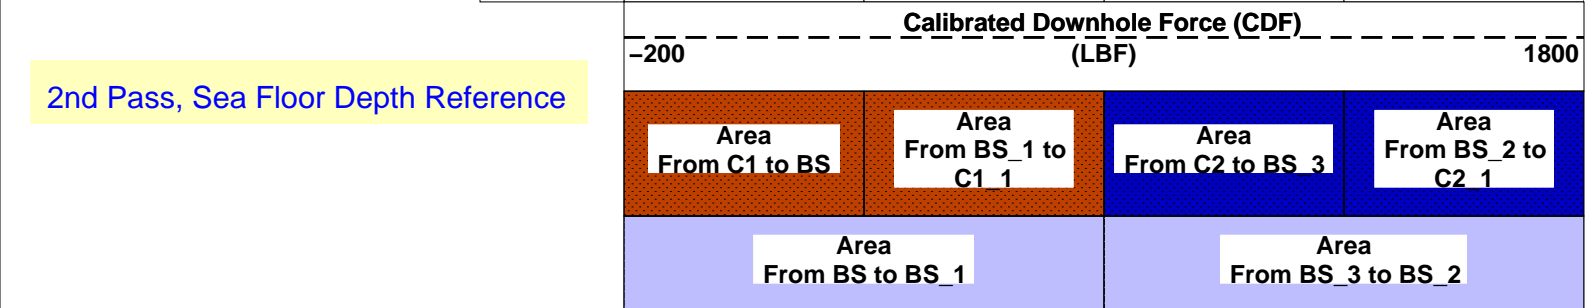 Calibrated Downhole Force (CDF)
–200 (LBF) 1800
2nd Pass, Sea Floor Depth Reference
Area
From C1 to BS
Area
From BS_1 to
C1_1
Area
From C2 to BS_3
Area
From BS_2 to
C2_1
Area
From BS to BS_1
Area
From BS_3 to BS_2